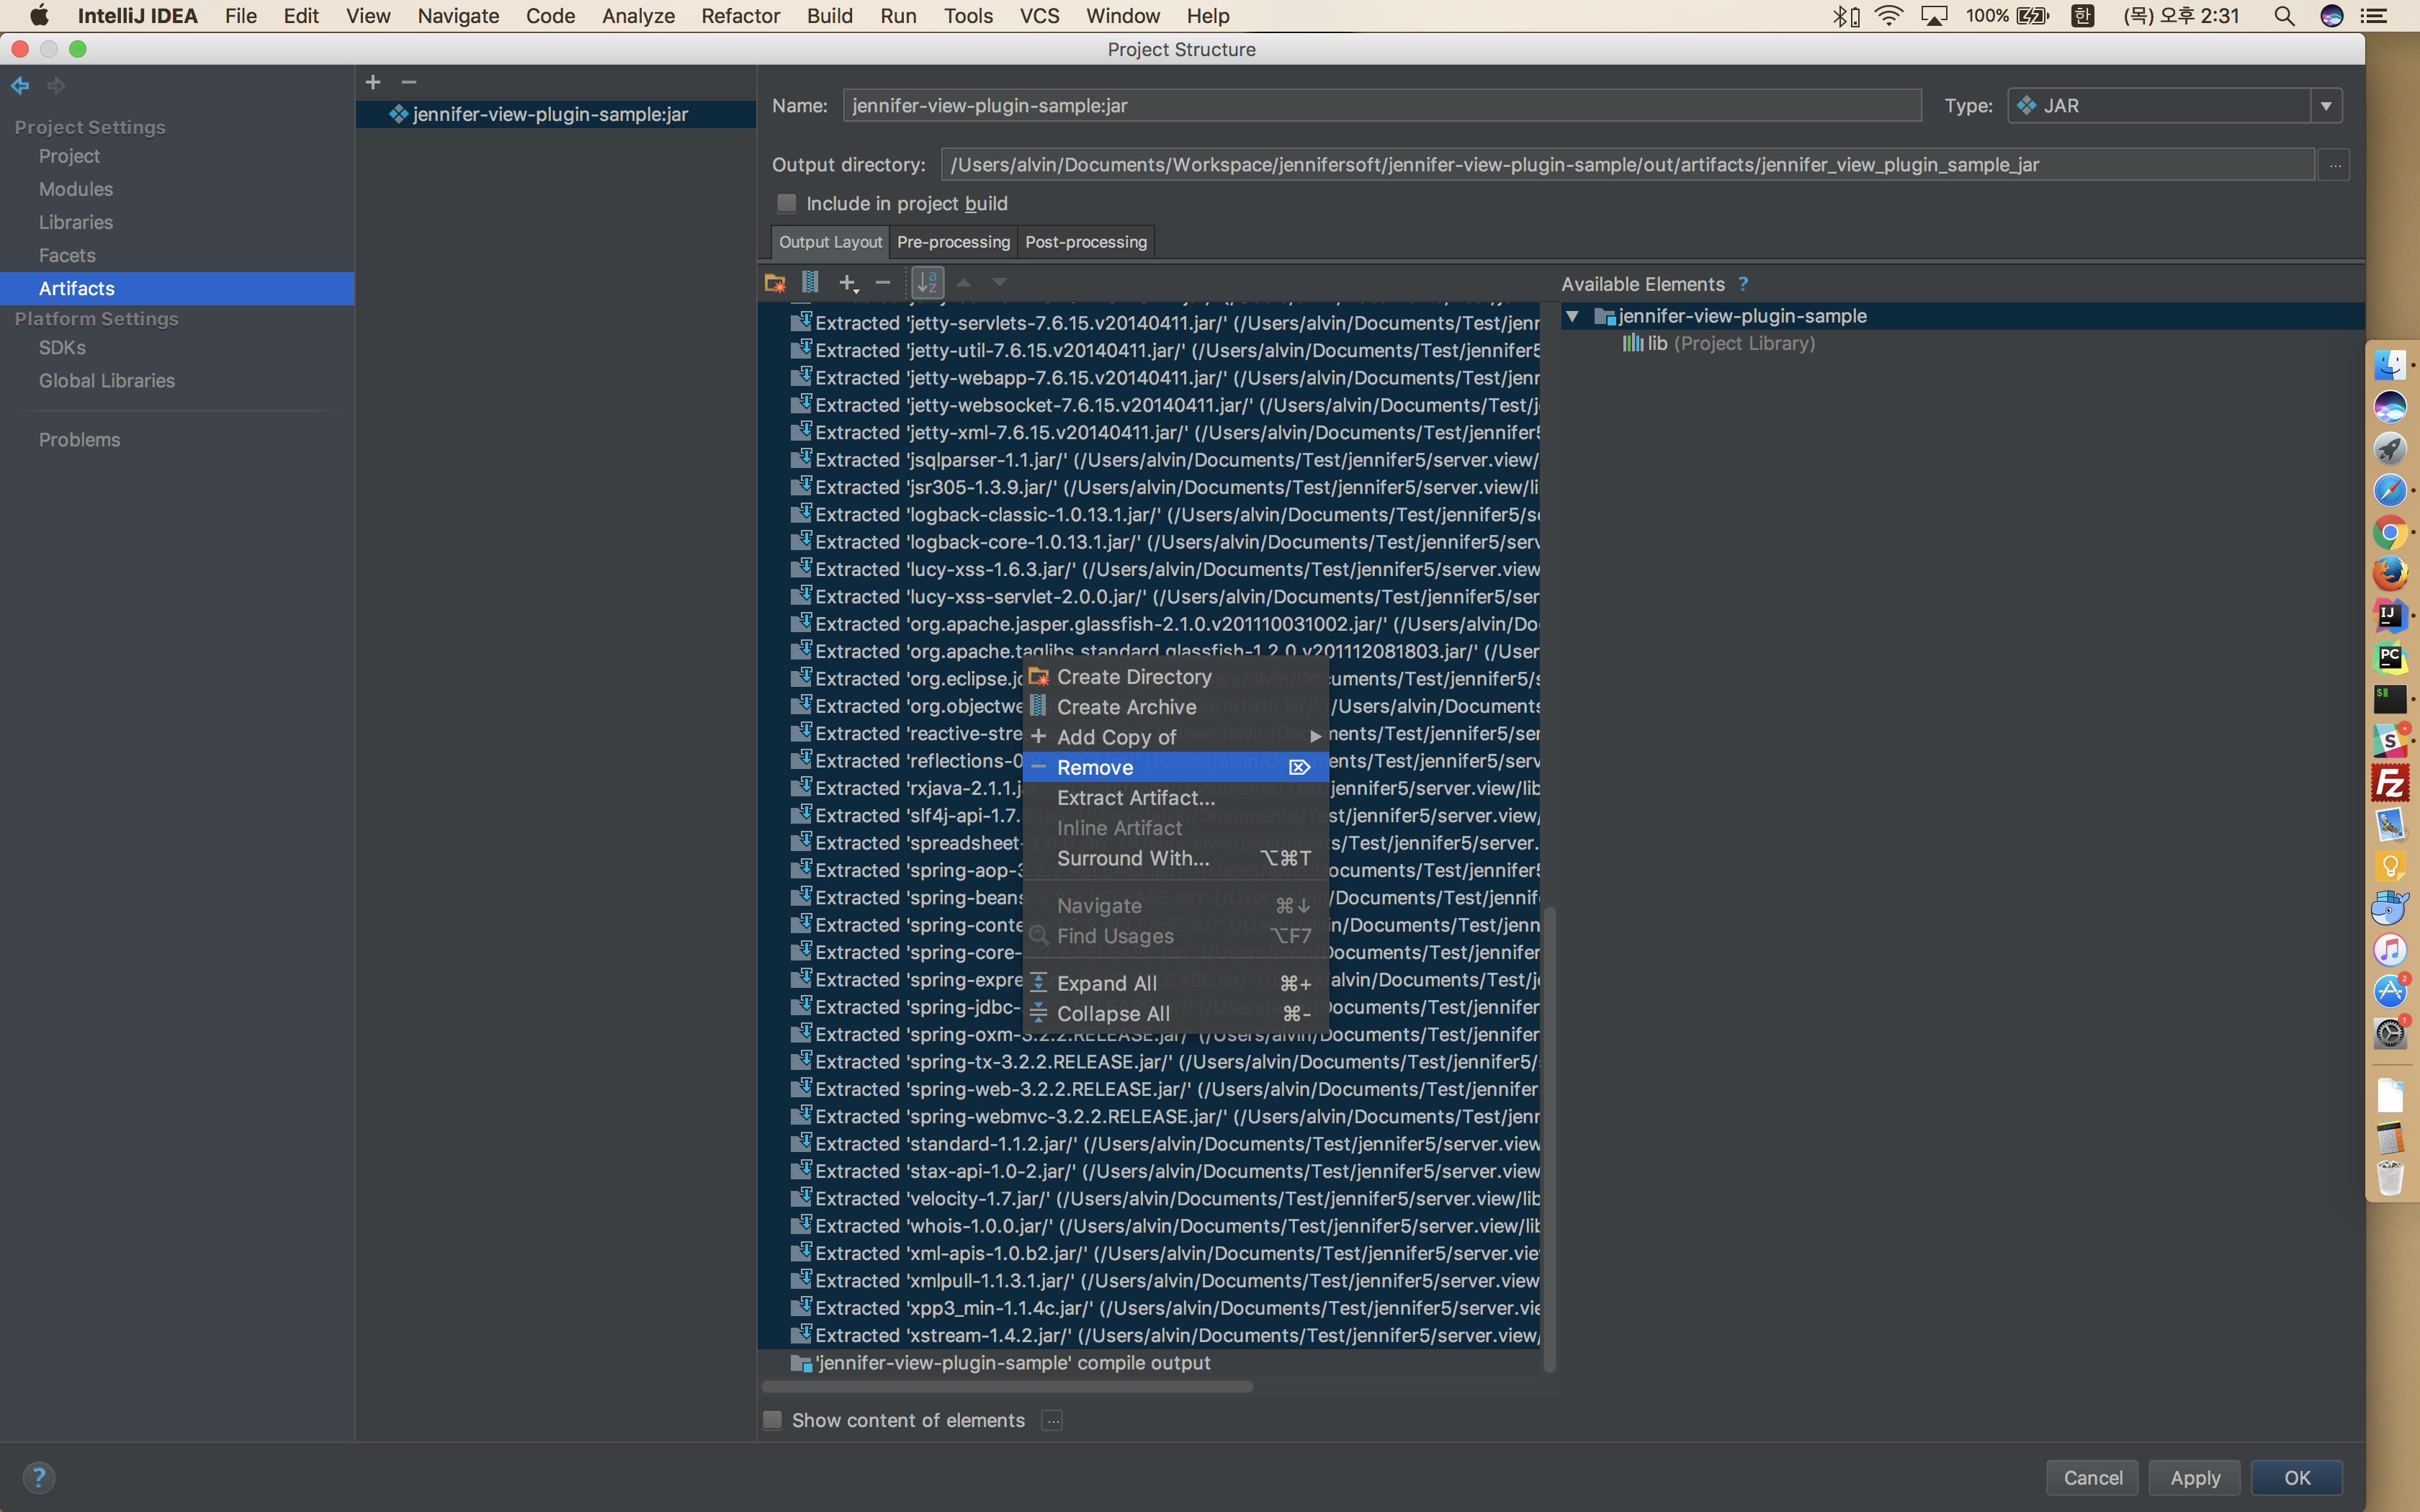 IntelliJ IDEA File Edit View Navigate Code Analyze Refactor Build Run Tools VCS Window Help 100% 한 (목) 오후 2:31
Project Structure
Project Settings
Project
Modules
Libraries
Facets
Artifacts
Platform Settings
SDKs
Global Libraries
Problems
jennifer-view-plugin-sample:jar
Name: jennifer-view-plugin-sample:jar Type: JAR
Output directory: /Users/alvin/Documents/Workspace/jennifersoft/jennifer-view-plugin-sample/out/artifacts/jennifer_view_plugin_sample_jar ...
Include in project build
Output Layout Pre-processing Post-processing
Available Elements ?
jennifer-view-plugin-sample
lib (Project Library)
Extracted 'jetty-servlets-7.6.15.v20140411.jar/' (/Users/alvin/Documents/Test/jenn
Extracted 'jetty-util-7.6.15.v20140411.jar/' (/Users/alvin/Documents/Test/jennifer5
Extracted 'jetty-webapp-7.6.15.v20140411.jar/' (/Users/alvin/Documents/Test/jenn
Extracted 'jetty-websocket-7.6.15.v20140411.jar/' (/Users/alvin/Documents/Test/j
Extracted 'jetty-xml-7.6.15.v20140411.jar/' (/Users/alvin/Documents/Test/jennifer5
Extracted 'jsqlparser-1.1.jar/' (/Users/alvin/Documents/Test/jennifer5/server.view/
Extracted 'jsr305-1.3.9.jar/' (/Users/alvin/Documents/Test/jennifer5/server.view/li
Extracted 'logback-classic-1.0.13.1.jar/' (/Users/alvin/Documents/Test/jennifer5/s
Extracted 'logback-core-1.0.13.1.jar/' (/Users/alvin/Documents/Test/jennifer5/serv
Extracted 'lucy-xss-1.6.3.jar/' (/Users/alvin/Documents/Test/jennifer5/server.view
Extracted 'lucy-xss-servlet-2.0.0.jar/' (/Users/alvin/Documents/Test/jennifer5/ser
Extracted 'org.apache.jasper.glassfish-2.1.0.v201110031002.jar/' (/Users/alvin/Do
Extracted 'org.apache.taglibs.standard.glassfish-1.2.0.v201112081803.jar/' (/User
Extracted 'org.eclipse.jd uments/Test/jennifer5/s
Extracted 'org.objectwe /Users/alvin/Documents
Extracted 'reactive-stre nents/Test/jennifer5/ser
Extracted 'reflections-0 ents/Test/jennifer5/serv
Extracted 'rxjava-2.1.1.j jennifer5/server.view/lib
Extracted 'slf4j-api-1.7. st/jennifer5/server.view/
Extracted 'spreadsheet- /Test/jennifer5/server.
Extracted 'spring-aop-3 ocuments/Test/jennifer5
Extracted 'spring-beans /Documents/Test/jennif
Extracted 'spring-conte n/Documents/Test/jenn
Extracted 'spring-core- Documents/Test/jennifer
Extracted 'spring-expre alvin/Documents/Test/j
Extracted 'spring-jdbc- ocuments/Test/jennifer
Extracted 'spring-oxm-3.2.2.RELEASE.jar/' (/Users/alvin/Documents/Test/jennifer
Extracted 'spring-tx-3.2.2.RELEASE.jar/' (/Users/alvin/Documents/Test/jennifer5/
Extracted 'spring-web-3.2.2.RELEASE.jar/' (/Users/alvin/Documents/Test/jennifer
Extracted 'spring-webmvc-3.2.2.RELEASE.jar/' (/Users/alvin/Documents/Test/jenn
Extracted 'standard-1.1.2.jar/' (/Users/alvin/Documents/Test/jennifer5/server.view
Extracted 'stax-api-1.0-2.jar/' (/Users/alvin/Documents/Test/jennifer5/server.view
Extracted 'velocity-1.7.jar/' (/Users/alvin/Documents/Test/jennifer5/server.view/lib
Extracted 'whois-1.0.0.jar/' (/Users/alvin/Documents/Test/jennifer5/server.view/lib
Extracted 'xml-apis-1.0.b2.jar/' (/Users/alvin/Documents/Test/jennifer5/server.vie
Extracted 'xmlpull-1.1.3.1.jar/' (/Users/alvin/Documents/Test/jennifer5/server.view
Extracted 'xpp3_min-1.1.4c.jar/' (/Users/alvin/Documents/Test/jennifer5/server.vie
Extracted 'xstream-1.4.2.jar/' (/Users/alvin/Documents/Test/jennifer5/server.view/
'jennifer-view-plugin-sample' compile output
Create Directory
Create Archive
Add Copy of
Remove
Extract Artifact...
Inline Artifact
Surround With... ⌥⌘T
Navigate ⌘↓
Find Usages ⌥F7
Expand All ⌘+
Collapse All ⌘-
Show content of elements ...
? Cancel Apply OK